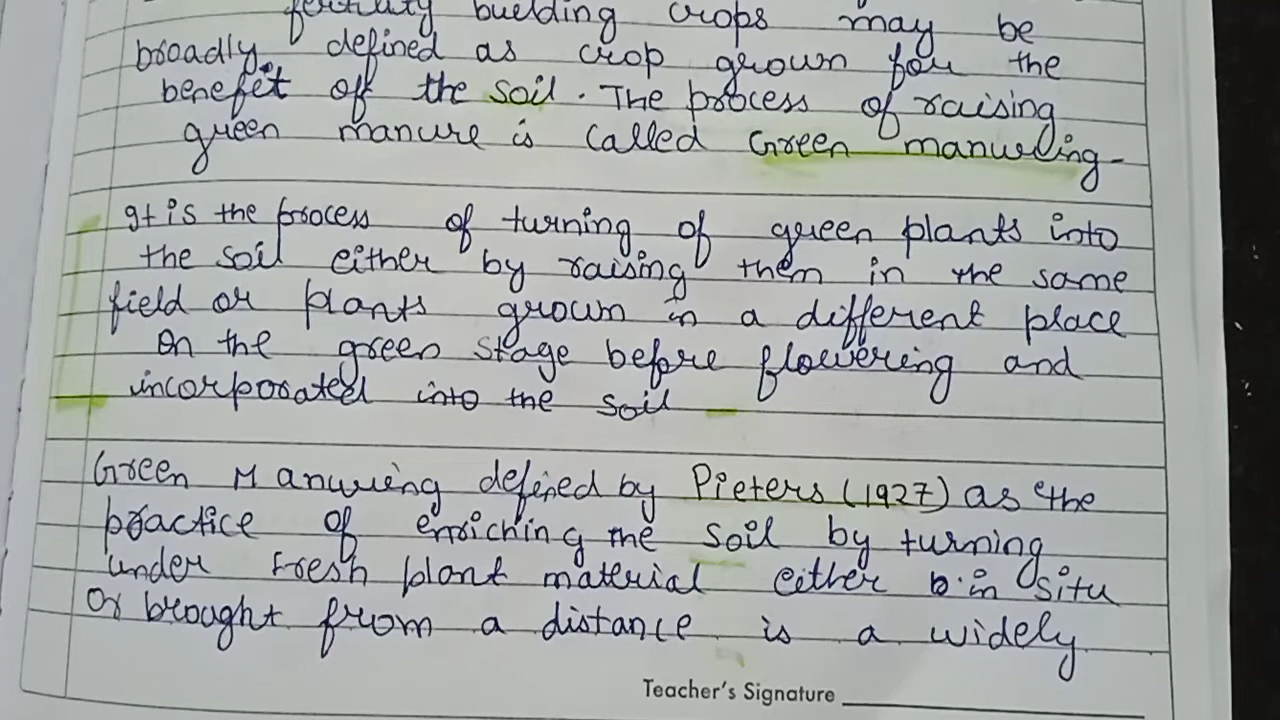 fertility building crops may be
broadly defined as crop grown for the
benefit of the soil. The process of raising
green manure is called Green manuring-
It is the process of turning of green plants into
the soil either by raising them in the same
field or plants grown in a different place
On the green stage before flowering and
incorporated into the soil
Green Manuring defined by Pieters (1927) as the
practice of enriching the soil by turning
under Fresh plant material either in situ
Or brought from a distance is a widely
Teacher's Signature